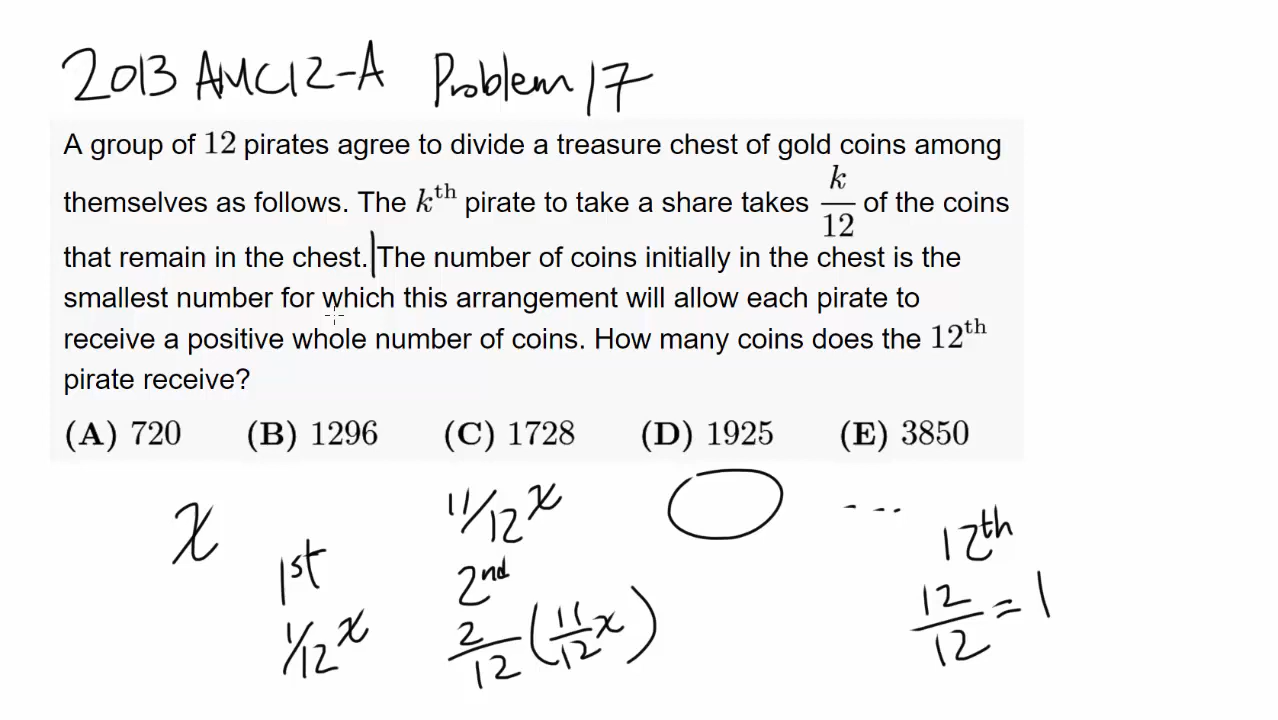 2013 AMC12-A Problem 17
A group of 12 pirates agree to divide a treasure chest of gold coins among
themselves as follows. The k^th pirate to take a share takes k/12 of the coins
that remain in the chest. The number of coins initially in the chest is the
smallest number for which this arrangement will allow each pirate to
receive a positive whole number of coins. How many coins does the 12^th
pirate receive?
(A) 720 (B) 1296 (C) 1728 (D) 1925 (E) 3850
x 11/12 x ... 12th
1st 2nd 12/12 = 1
1/12 x 2/12 (11/12 x)